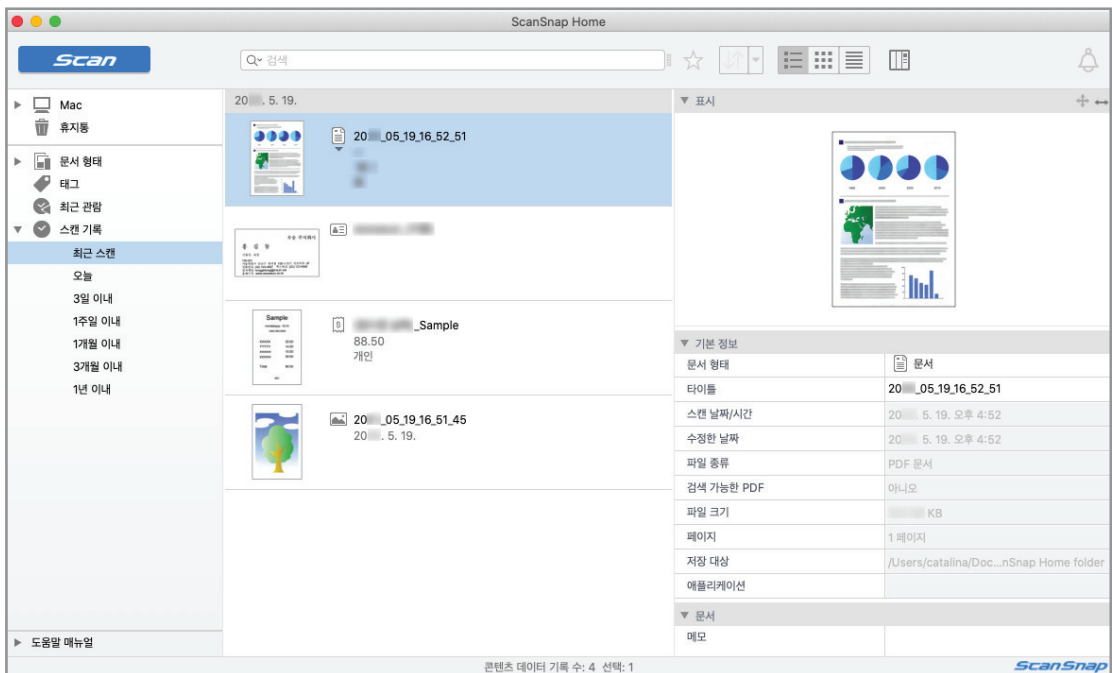 ScanSnap Home
Scan
검색
Mac
휴지통
문서 형태
태그
최근 관람
스캔 기록
최근 스캔
오늘
3일 이내
1주일 이내
1개월 이내
3개월 이내
1년 이내
도움말 매뉴얼
20 . 5. 19.
20 _05_19_16_52_51
홍 길 동
Sample
_Sample
88.50
개인
20 _05_19_16_51_45
20 . 5. 19.
표시
기본 정보
문서 형태 문서
타이틀 20 _05_19_16_52_51
스캔 날짜/시간 20 . 5. 19. 오후 4:52
수정한 날짜 20 . 5. 19. 오후 4:52
파일 종류 PDF 문서
검색 가능한 PDF 아니오
파일 크기 KB
페이지 1 페이지
저장 대상 /Users/catalina/Doc...nSnap Home folder
애플리케이션
문서
메모
콘텐츠 데이터 기록 수: 4 선택: 1
ScanSnap